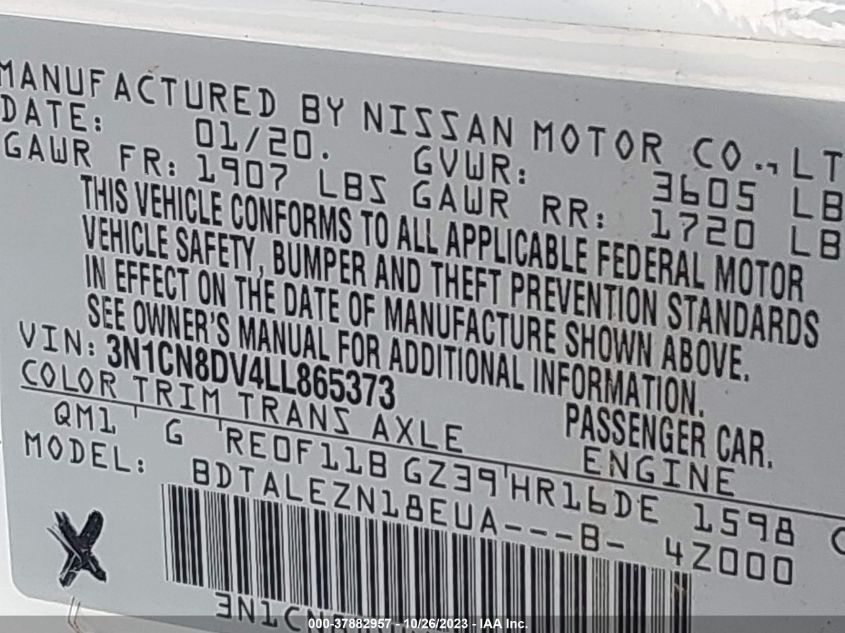 MANUFACTURED BY NISSAN MOTOR CO., LT
DATE: 01/20. GVWR: 3605 LB
GAWR FR: 1907 LBS GAWR RR: 1720 LB
THIS VEHICLE CONFORMS TO ALL APPLICABLE FEDERAL MOTOR
VEHICLE SAFETY, BUMPER AND THEFT PREVENTION STANDARDS
IN EFFECT ON THE DATE OF MANUFACTURE SHOWN ABOVE.
SEE OWNER'S MANUAL FOR ADDITIONAL INFORMATION.
VIN: 3N1CN8DV4LL865373 PASSENGER CAR.
COLOR TRIM TRANS AXLE ENGINE
QM1 G RE0F11B GZ39 HR16DE 1598 C
MODEL: BDTALEZN18EUA---B- 4Z000
3N1CN8
000-37882957 - 10/26/2023 - IAA Inc.